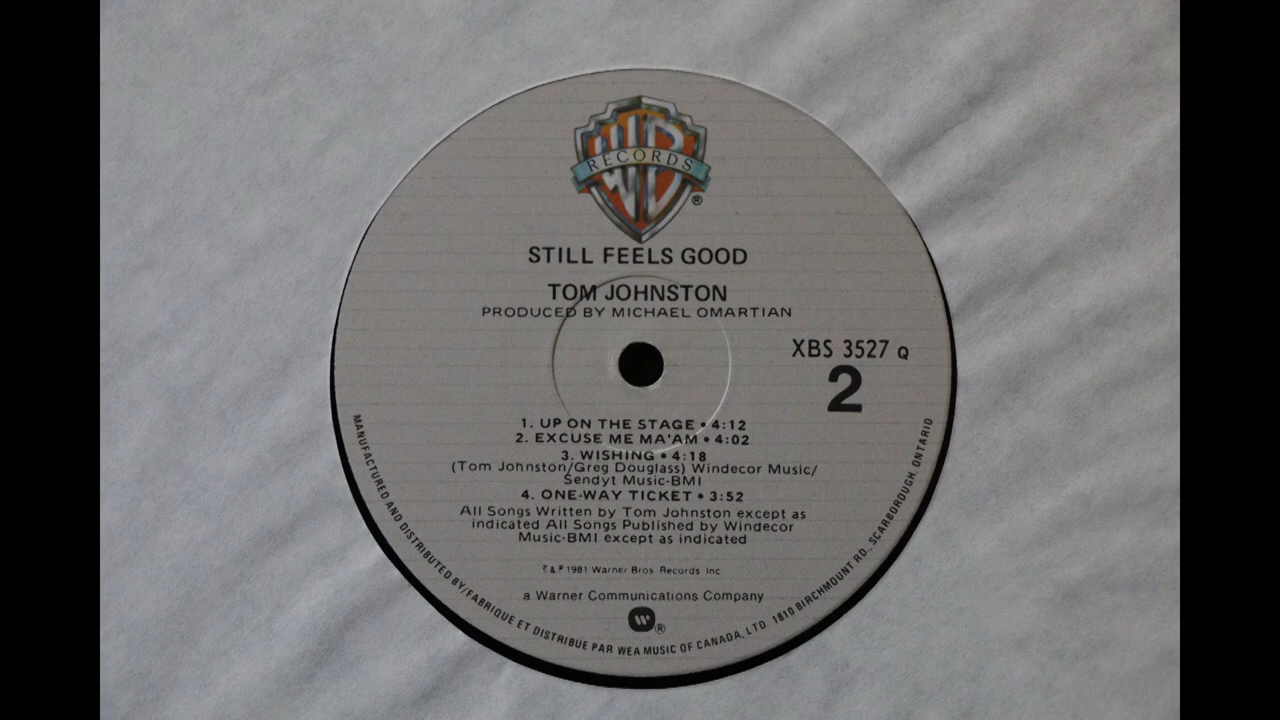 WB
RECORDS
®
STILL FEELS GOOD
TOM JOHNSTON
PRODUCED BY MICHAEL OMARTIAN
XBS 3527 Q
2
1. UP ON THE STAGE • 4:12
2. EXCUSE ME MA'AM • 4:02
3. WISHING • 4:18
(Tom Johnston/Greg Douglass) Windecor Music/
Sendyt Music-BMI
4. ONE-WAY TICKET • 3:52
All Songs Written by Tom Johnston except as
indicated All Songs Published by Windecor
Music-BMI except as indicated
© & ℗ 1981 Warner Bros. Records Inc
a Warner Communications Company
W®
MANUFACTURED AND DISTRIBUTED BY/FABRIQUE ET DISTRIBUE PAR WEA MUSIC OF CANADA, LTD. 1810 BIRCHMOUNT RD., SCARBOROUGH, ONTARIO